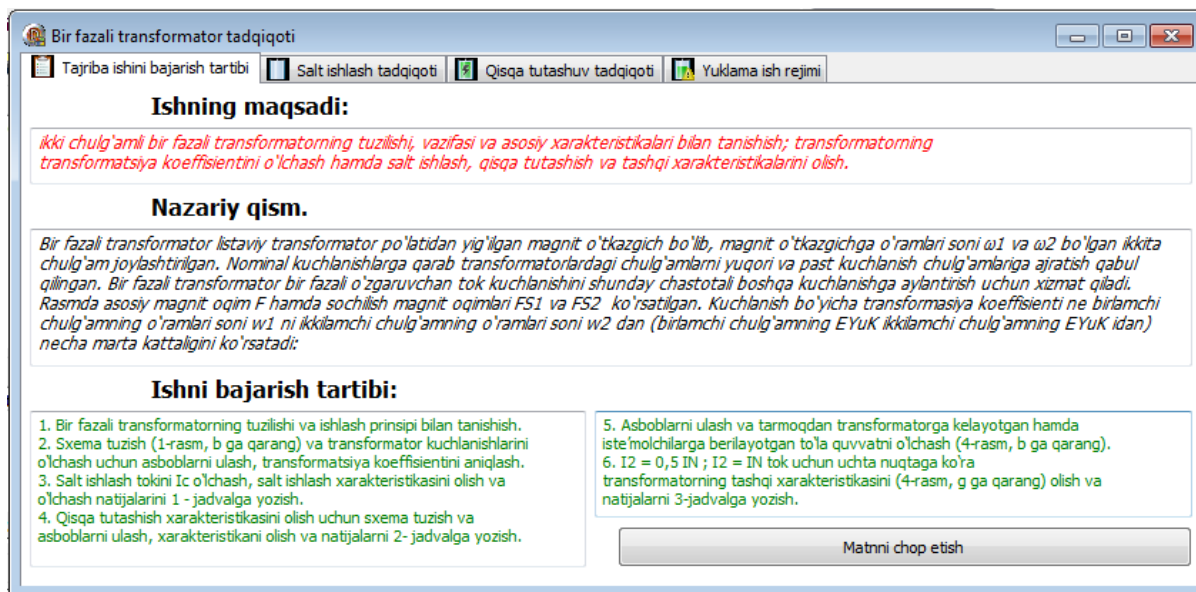 Bir fazali transformator tadqiqoti
Tajriba ishini bajarish tartibi
Salt ishlash tadqiqoti
Qisqa tutashuv tadqiqoti
Yuklama ish rejimi
Ishning maqsadi:
ikki chulg`amli bir fazali transformatorning tuzilishi, vazifasi va asosiy xarakteristikalari bilan tanishish; transformatorning
transformatsiya koeffisientini o`lchash hamda salt ishlash, qisqa tutashish va tashqi xarakteristikalarini olish.
Nazariy qism.
Bir fazali transformator listaviy transformator po`latidan yig`ilgan magnit o`tkazgich bo`lib, magnit o`tkazgichga o`ramlari soni ω1 va ω2 bo`lgan ikkita
chulg`am joylashtirilgan. Nominal kuchlanishlarga qarab transformatorlardagi chulg`amlarni yuqori va past kuchlanish chulg`amlariga ajratish qabul
qilingan. Bir fazali transformator bir fazali o`zgaruvchan tok kuchlanishini shunday chastotali boshqa kuchlanishga aylantirish uchun xizmat qiladi.
Rasmda asosiy magnit oqim F hamda sochilish magnit oqimlari FS1 va FS2  ko`rsatilgan. Kuchlanish bo`yicha transformasiya koeffisienti ne birlamchi
chulg`amning o`ramlari soni w1 ni ikkilamchi chulg`amning o`ramlari soni w2 dan (birlamchi chulg`amning EYuK ikkilamchi chulg`amning EYuK idan)
necha marta kattaligini ko`rsatadi:
Ishni bajarish tartibi:
1. Bir fazali transformatorning tuzilishi va ishlash prinsipi bilan tanishish.
2. Sxema tuzish (1-rasm, b ga qarang) va transformator kuchlanishlarini
o`lchash uchun asboblarni ulash, transformatsiya koeffisientini aniqlash.
3. Salt ishlash tokini Ic o`lchash, salt ishlash xarakteristikasini olish va
o`lchash natijalarini 1 - jadvalga yozish.
4. Qisqa tutashish xarakteristikasini olish uchun sxema tuzish va
asboblarni ulash, xarakteristikani olish va natijalarni 2- jadvalga yozish.
5. Asboblarni ulash va tarmoqdan transformatorga kelayotgan hamda
iste’molchilarga berilayotgan to`la quvvatni o`lchash (4-rasm, b ga qarang).
6. I2 = 0,5 IN ; I2 = IN tok uchun uchta nuqtaga ko`ra
transformatorning tashqi xarakteristikasini (4-rasm, g ga qarang) olish va
natijalarni 3-jadvalga yozish.
Matnni chop etish